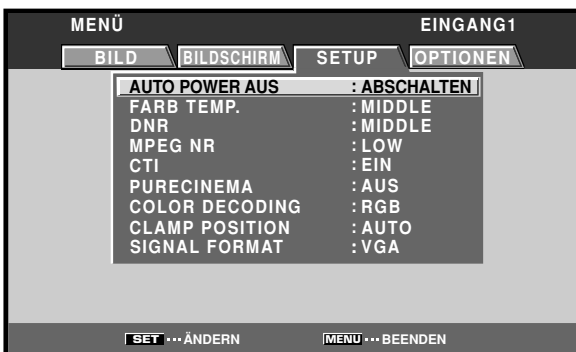 MENÜ EINGANG1
BILD BILDSCHIRM SETUP OPTIONEN
AUTO POWER AUS : ABSCHALTEN
FARB TEMP. : MIDDLE
DNR : MIDDLE
MPEG NR : LOW
CTI : EIN
PURECINEMA : AUS
COLOR DECODING : RGB
CLAMP POSITION : AUTO
SIGNAL FORMAT : VGA
SET ··· ÄNDERN MENU ··· BEENDEN